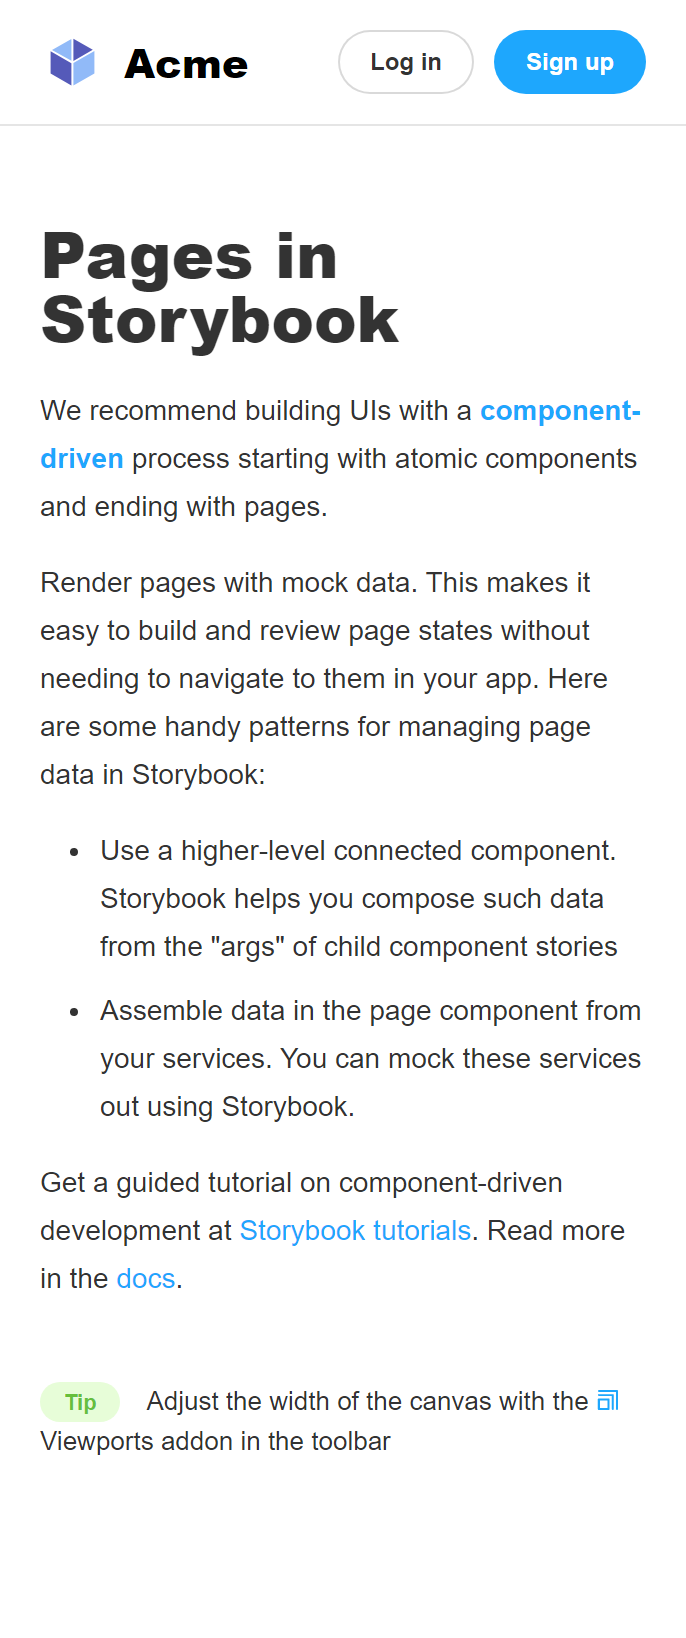 Acme
Log in
Sign up
Pages in
Storybook
We recommend building UIs with a component-
driven process starting with atomic components
and ending with pages.
Render pages with mock data. This makes it
easy to build and review page states without
needing to navigate to them in your app. Here
are some handy patterns for managing page
data in Storybook:
• Use a higher-level connected component.
Storybook helps you compose such data
from the "args" of child component stories
• Assemble data in the page component from
your services. You can mock these services
out using Storybook.
Get a guided tutorial on component-driven
development at Storybook tutorials. Read more
in the docs.
Tip Adjust the width of the canvas with the
Viewports addon in the toolbar